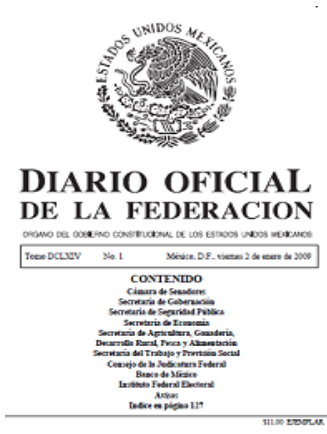 ESTADOS UNIDOS MEXICANOS
DIARIO OFICIAL
DE LA FEDERACION
ORGANO DEL GOBIERNO CONSTITUCIONAL DE LOS ESTADOS UNIDOS MEXICANOS
Tomo DCLXIV No. 1 México, D.F., viernes 2 de enero de 2009
CONTENIDO
Cámara de Senadores
Secretaría de Gobernación
Secretaría de Seguridad Pública
Secretaría de Economía
Secretaría de Agricultura, Ganadería,
Desarrollo Rural, Pesca y Alimentación
Secretaría del Trabajo y Previsión Social
Consejo de la Judicatura Federal
Banco de México
Instituto Federal Electoral
Avisos
Indice en página 127
$11.00 EJEMPLAR